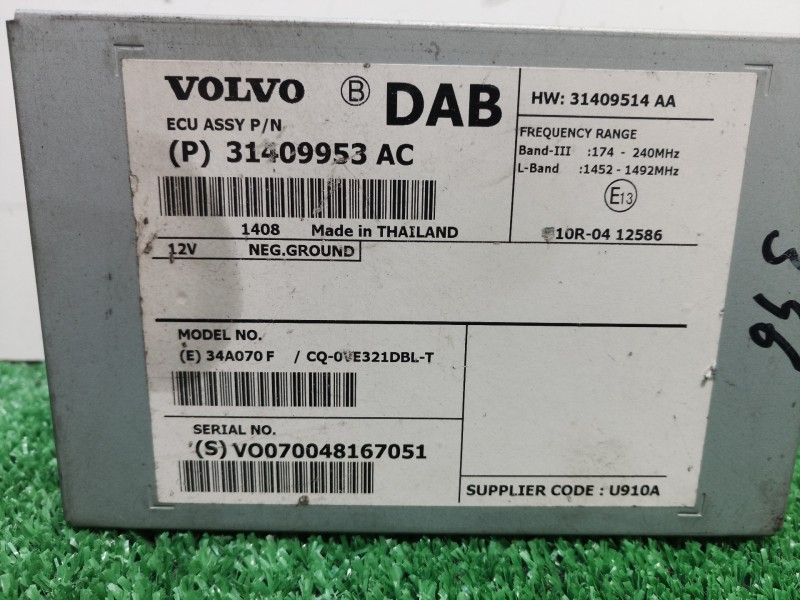 VOLVO B DAB
HW: 31409514 AA
ECU ASSY P/N
(P) 31409953 AC
FREQUENCY RANGE
Band-III :174 - 240MHz
L-Band :1452 - 1492MHz
E13
1408 Made in THAILAND
10R-04 12586
12V NEG.GROUND
MODEL NO.
(E) 34A070 F / CQ-0VE321DBL-T
SERIAL NO.
(S) VO070048167051
SUPPLIER CODE : U910A